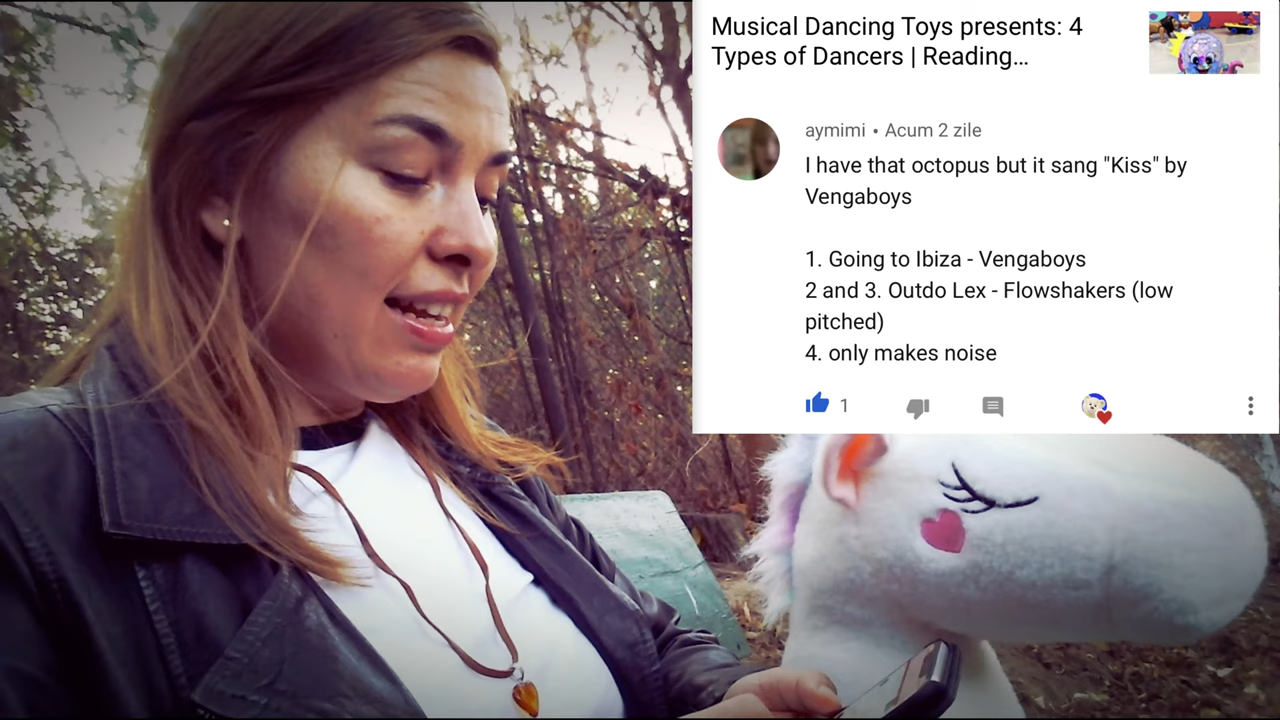 Musical Dancing Toys presents: 4
Types of Dancers | Reading…
aymimi • Acum 2 zile
I have that octopus but it sang "Kiss" by
Vengaboys
1. Going to Ibiza - Vengaboys
2 and 3. Outdo Lex - Flowshakers (low
pitched)
4. only makes noise
1